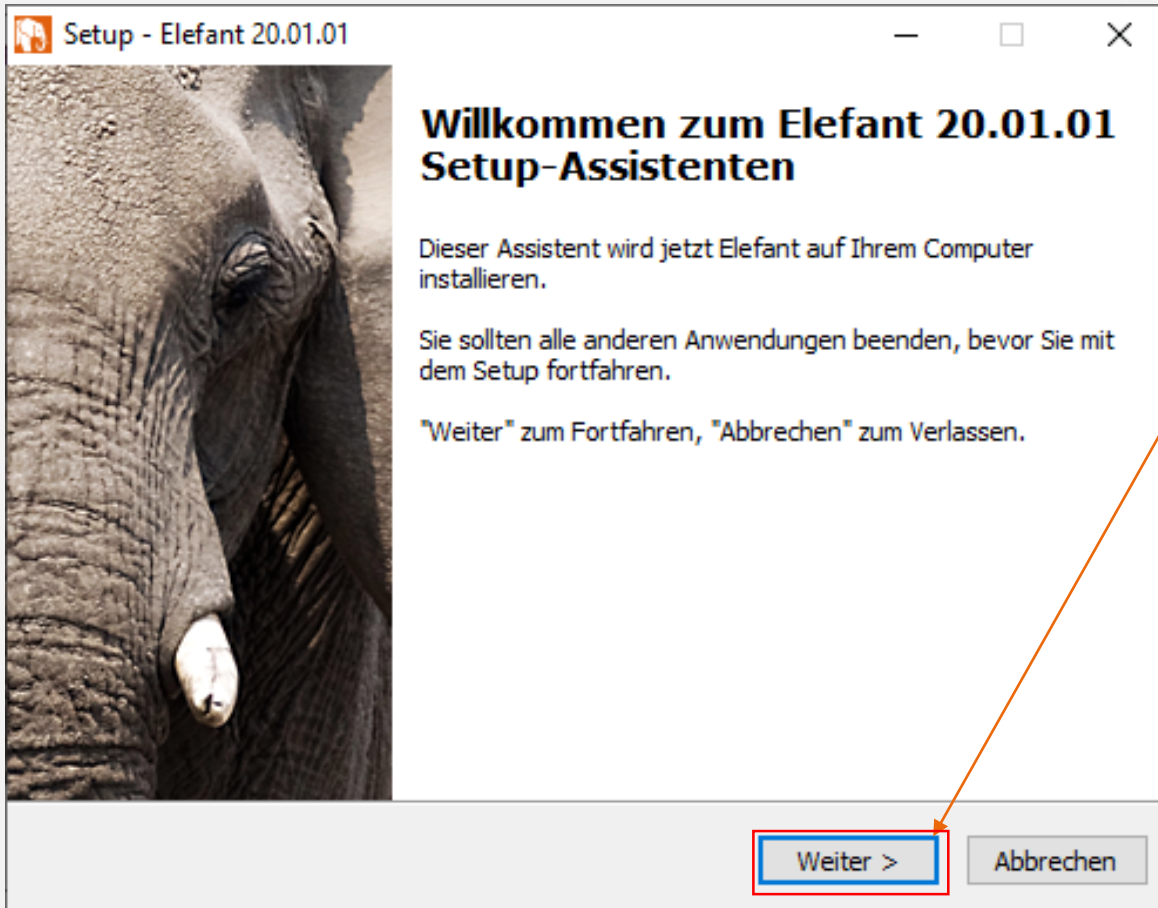 Setup - Elefant 20.01.01
Willkommen zum Elefant 20.01.01
Setup-Assistenten
Dieser Assistent wird jetzt Elefant auf Ihrem Computer
installieren.
Sie sollten alle anderen Anwendungen beenden, bevor Sie mit
dem Setup fortfahren.
"Weiter" zum Fortfahren, "Abbrechen" zum Verlassen.
Weiter >
Abbrechen